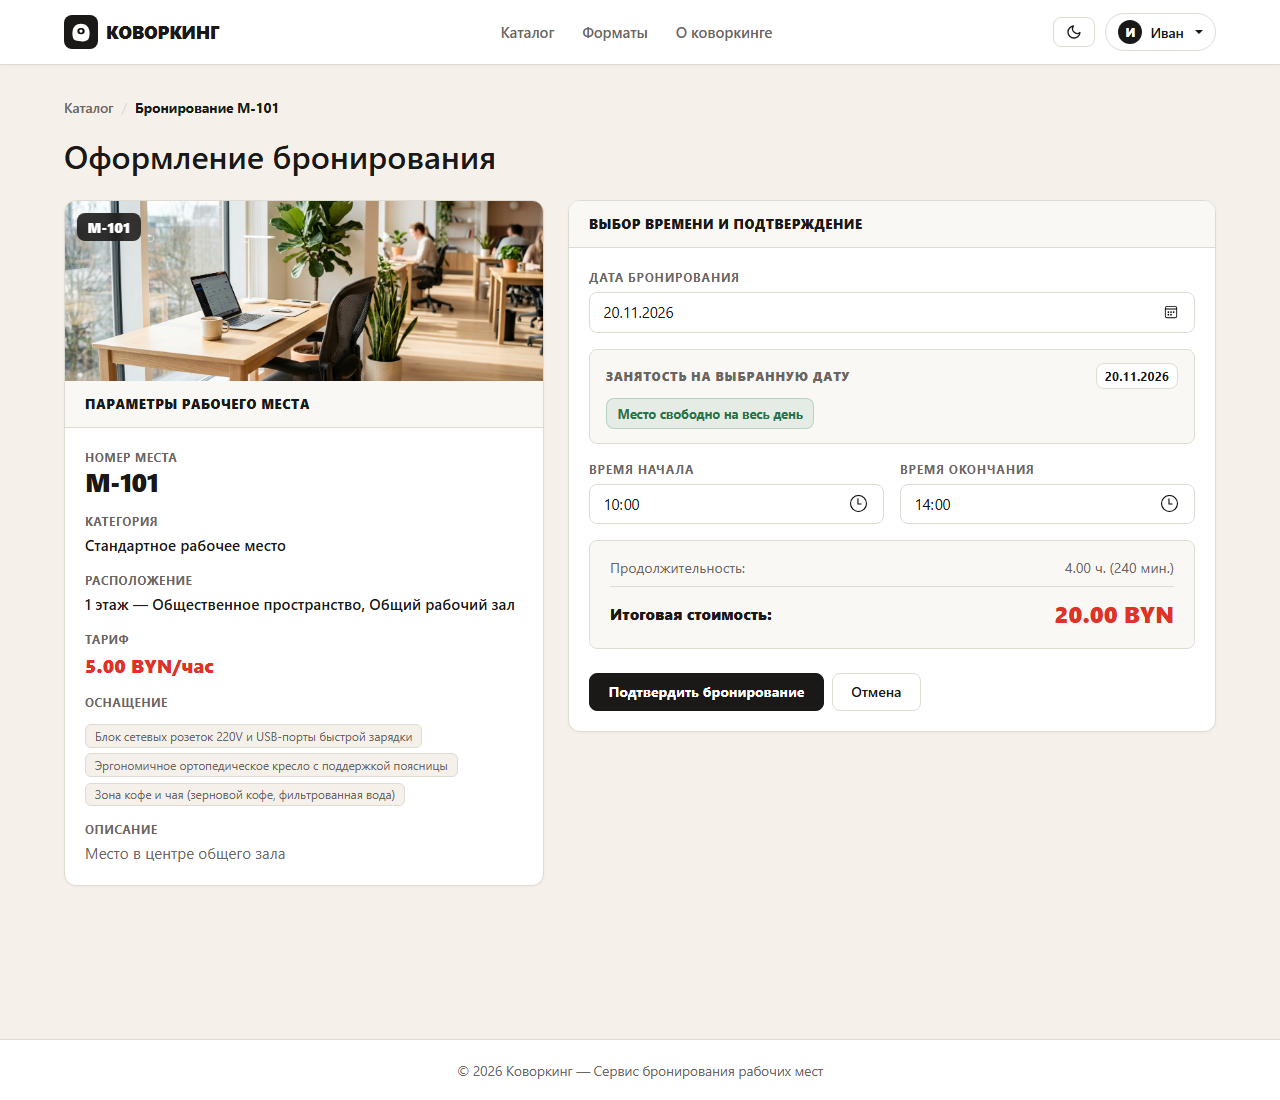 КОВОРКИНГ
Каталог
Форматы
О коворкинге
И
Иван
Каталог / Бронирование М-101
Оформление бронирования
М-101
ПАРАМЕТРЫ РАБОЧЕГО МЕСТА
НОМЕР МЕСТА
М-101
КАТЕГОРИЯ
Стандартное рабочее место
РАСПОЛОЖЕНИЕ
1 этаж — Общественное пространство, Общий рабочий зал
ТАРИФ
5.00 BYN/час
ОСНАЩЕНИЕ
Блок сетевых розеток 220V и USB-порты быстрой зарядки
Эргономичное ортопедическое кресло с поддержкой поясницы
Зона кофе и чая (зерновой кофе, фильтрованная вода)
ОПИСАНИЕ
Место в центре общего зала
ВЫБОР ВРЕМЕНИ И ПОДТВЕРЖДЕНИЕ
ДАТА БРОНИРОВАНИЯ
20.11.2026
ЗАНЯТОСТЬ НА ВЫБРАННУЮ ДАТУ
20.11.2026
Место свободно на весь день
ВРЕМЯ НАЧАЛА
10:00
ВРЕМЯ ОКОНЧАНИЯ
14:00
Продолжительность:
4.00 ч. (240 мин.)
Итоговая стоимость:
20.00 BYN
Подтвердить бронирование
Отмена
© 2026 Коворкинг — Сервис бронирования рабочих мест